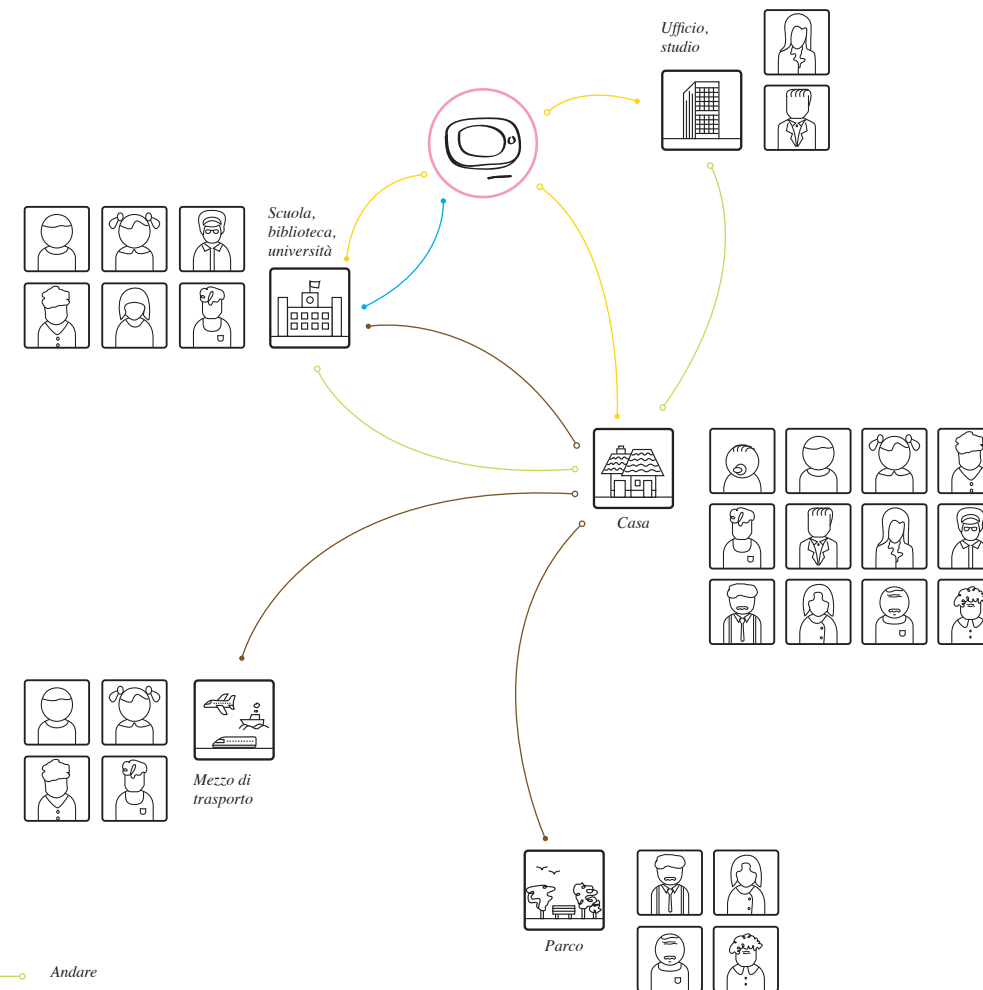 Ufficio,
studio
Scuola,
biblioteca,
università
Casa
Mezzo di
trasporto
Parco
Andare